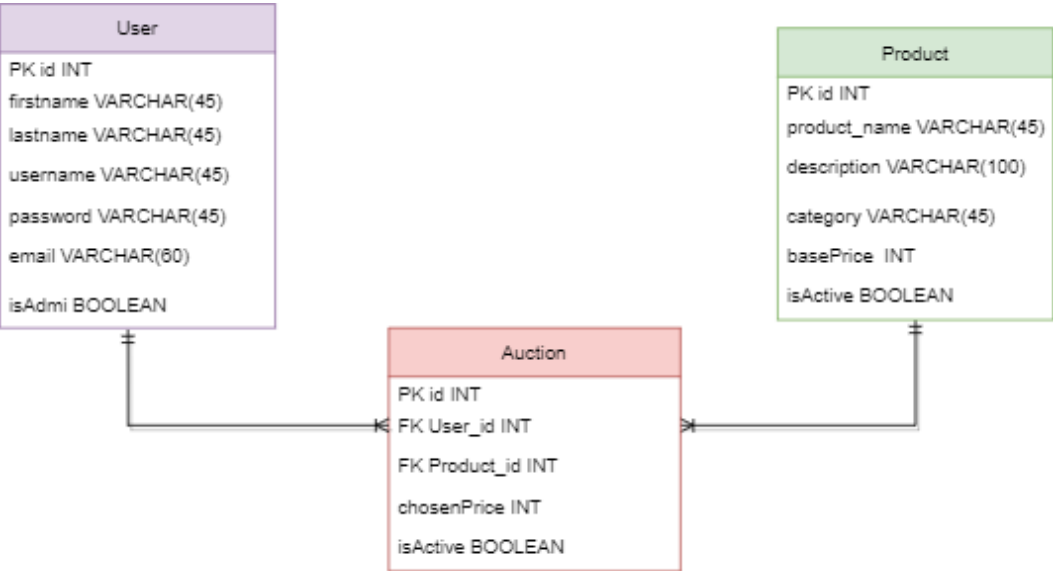 User
PK id INT
firstname VARCHAR(45)
lastname VARCHAR(45)
username VARCHAR(45)
password VARCHAR(45)
email VARCHAR(60)
isAdmi BOOLEAN
Product
PK id INT
product_name VARCHAR(45)
description VARCHAR(100)
category VARCHAR(45)
basePrice INT
isActive BOOLEAN
Auction
PK id INT
FK User_id INT
FK Product_id INT
chosenPrice INT
isActive BOOLEAN